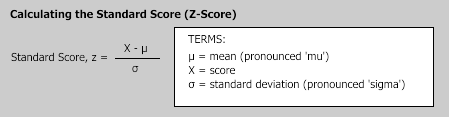 Calculating the Standard Score (Z-Score)
Standard Score, z = X - μ / σ
TERMS:
μ = mean (pronounced 'mu')
X = score
σ = standard deviation (pronounced 'sigma')